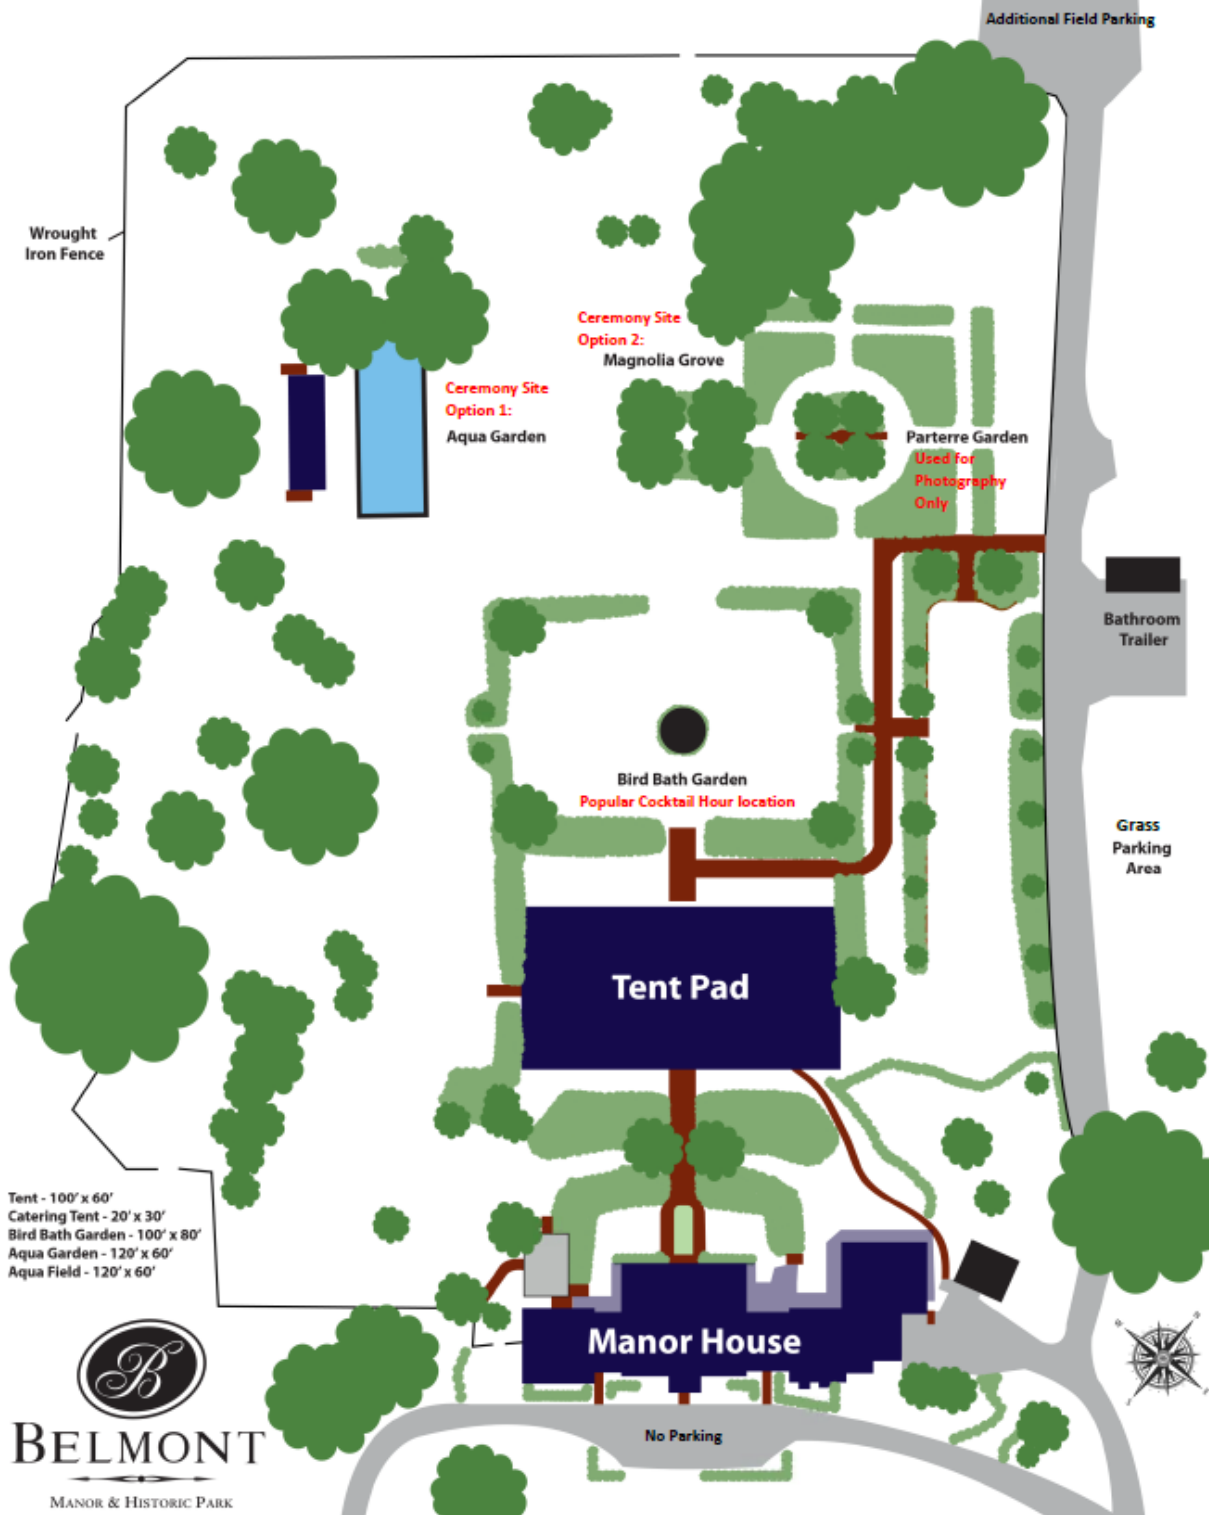 Additional Field Parking
Wrought
Iron Fence
Ceremony Site
Option 2:
Magnolia Grove
Ceremony Site
Option 1:
Aqua Garden
Parterre Garden
Used for
Photography
Only
Bathroom
Trailer
Bird Bath Garden
Popular Cocktail Hour location
Grass
Parking
Area
Tent Pad
Tent - 100' x 60'
Catering Tent - 20' x 30'
Bird Bath Garden - 100' x 80'
Aqua Garden - 120' x 60'
Aqua Field - 120' x 60'
Manor House
No Parking
B
BELMONT
MANOR & HISTORIC PARK